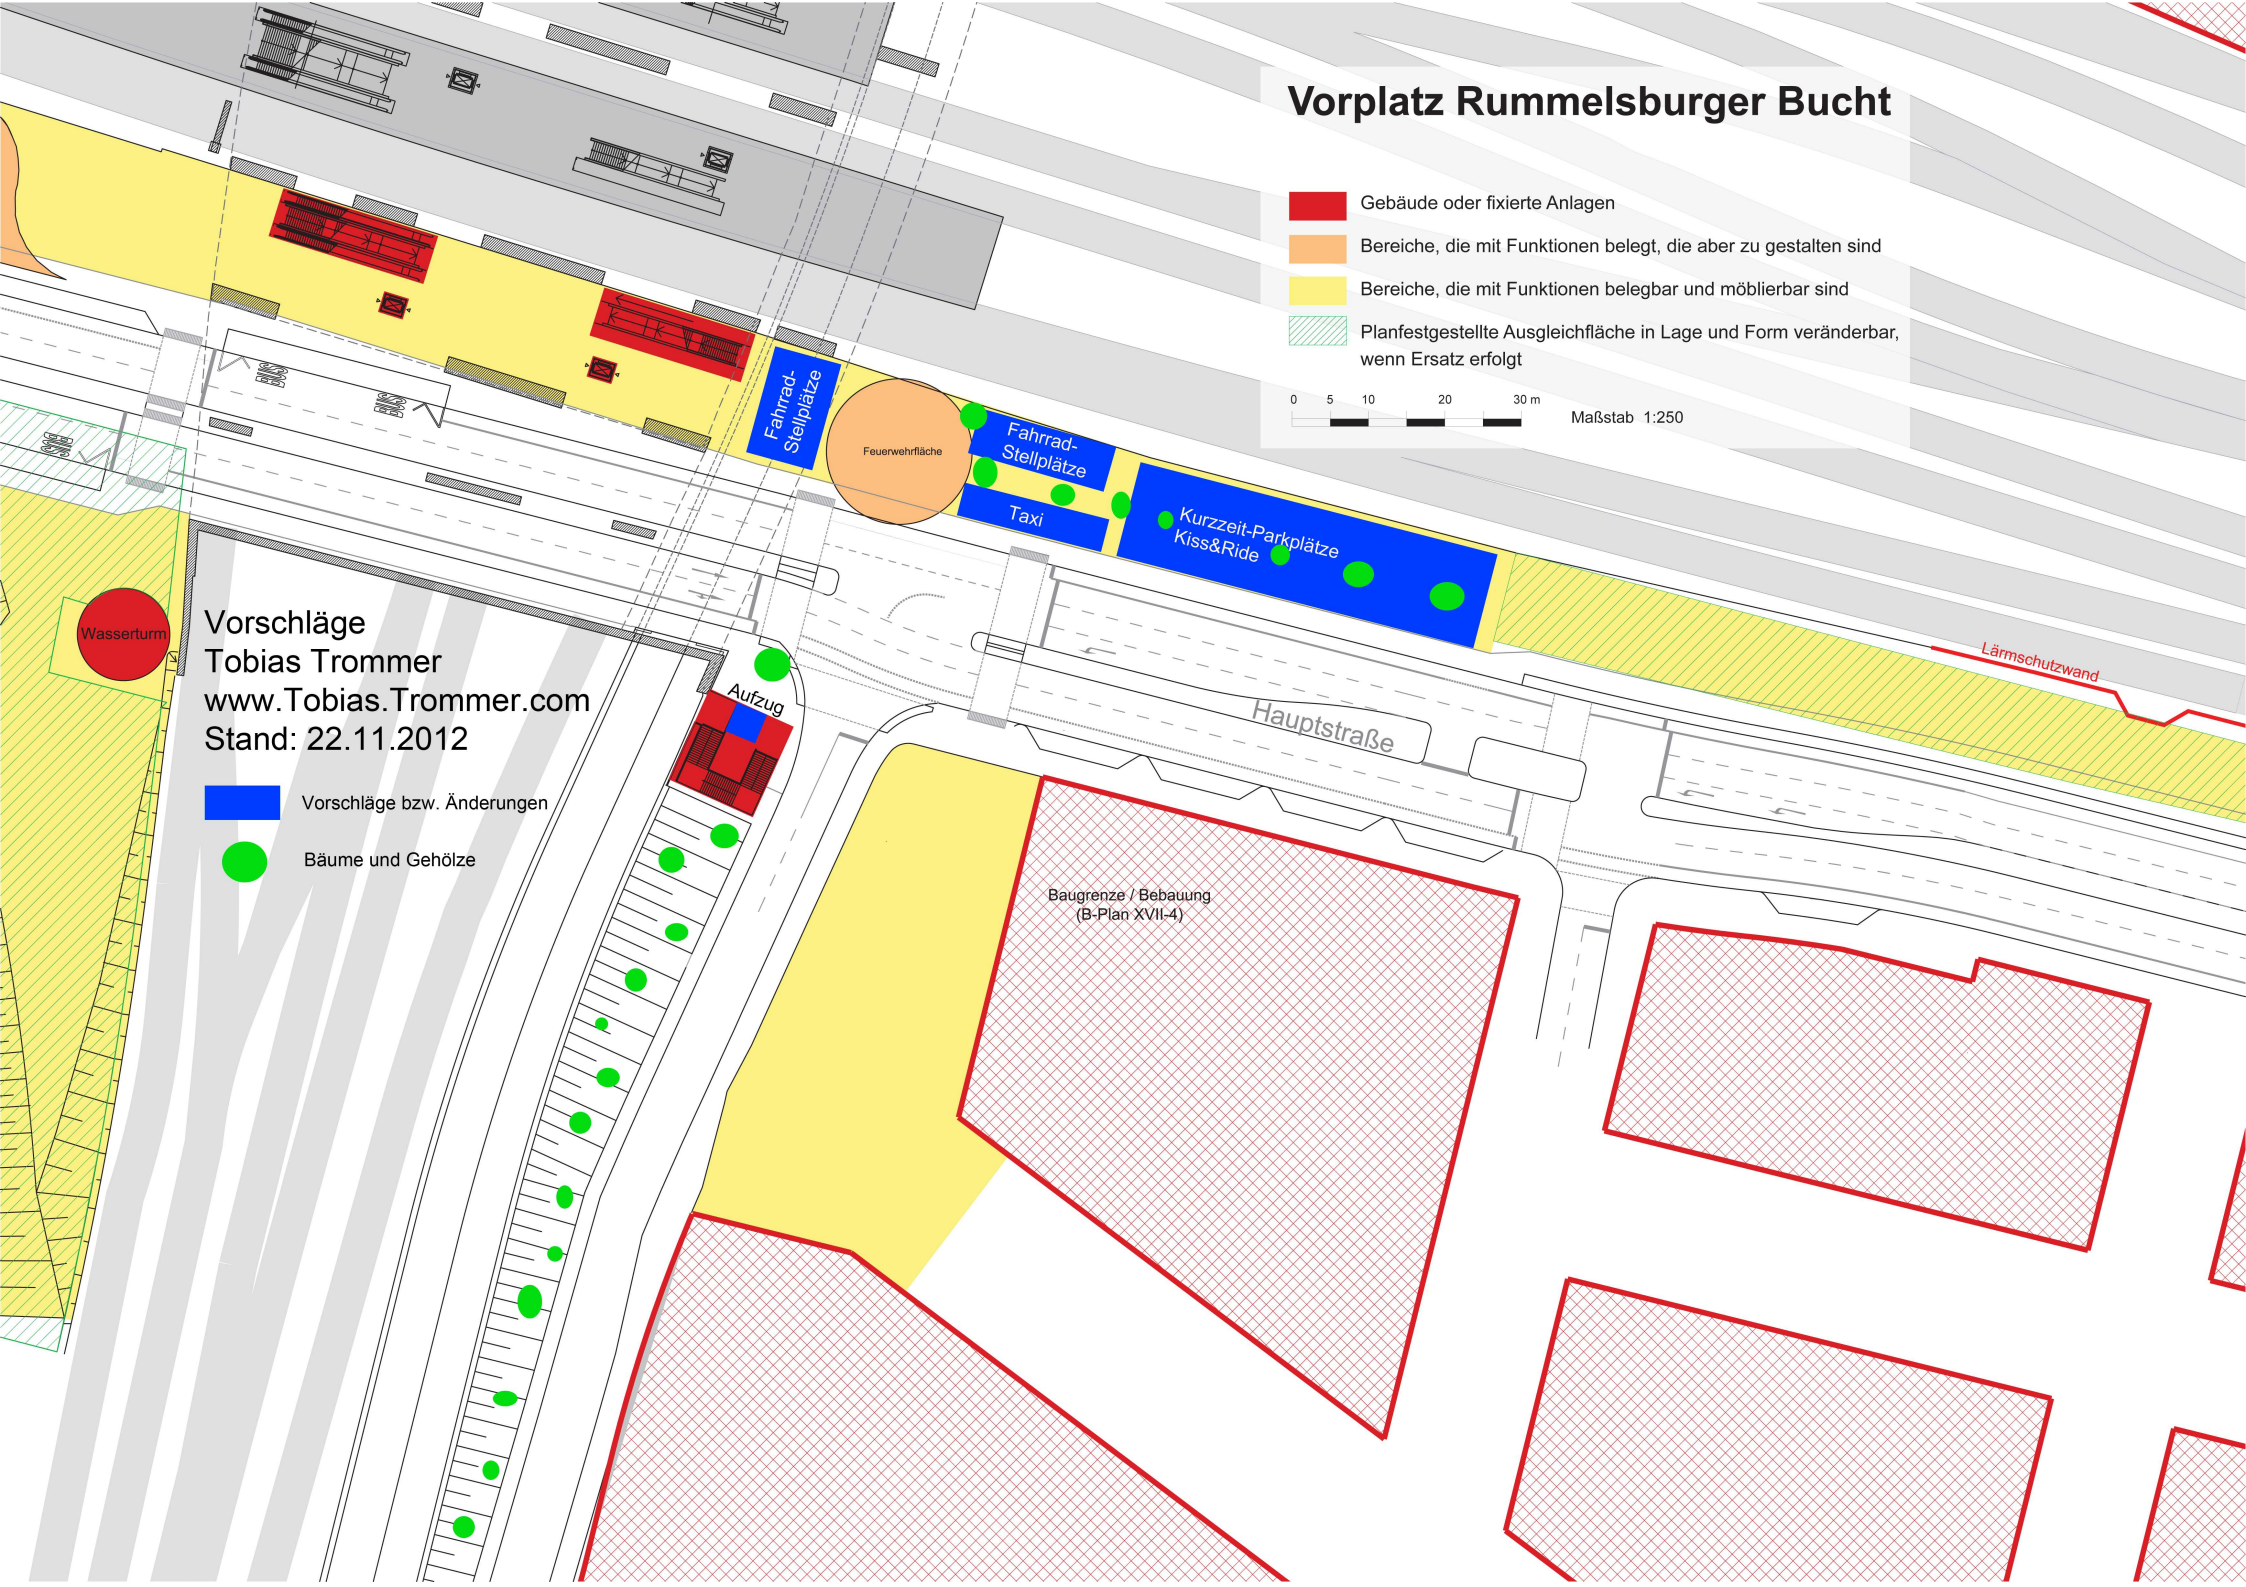 Vorplatz Rummelsburger Bucht
Gebäude oder fixierte Anlagen
Bereiche, die mit Funktionen belegt, die aber zu gestalten sind
Bereiche, die mit Funktionen belegbar und möblierbar sind
Planfestgestellte Ausgleichfläche in Lage und Form veränderbar,
wenn Ersatz erfolgt
0 5 10 20 30 m
Maßstab 1:250
BUS
BUS
BUS
Fahrrad-
Stellplätze
Feuerwehrfläche
Fahrrad-
Stellplätze
Taxi
Kurzzeit-Parkplätze
Kiss&Ride
Lärmschutzwand
Hauptstraße
Wasserturm
Vorschläge
Tobias Trommer
www.Tobias.Trommer.com
Stand: 22.11.2012
Vorschläge bzw. Änderungen
Bäume und Gehölze
Aufzug
Baugrenze / Bebauung
(B-Plan XVII-4)